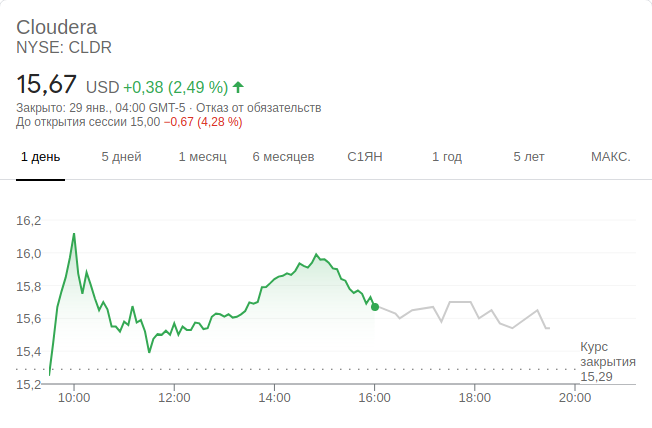 Cloudera
NYSE: CLDR
15,67 USD +0,38 (2,49 %)
Закрыто: 29 янв., 04:00 GMT-5 · Отказ от обязательств
До открытия сессии 15,00 −0,67 (4,28 %)
1 день 5 дней 1 месяц 6 месяцев С1ЯН 1 год 5 лет МАКС.
16,2
16,0
15,8
15,6
15,4
15,2
Курс
закрытия
15,29
10:00 12:00 14:00 16:00 18:00 20:00